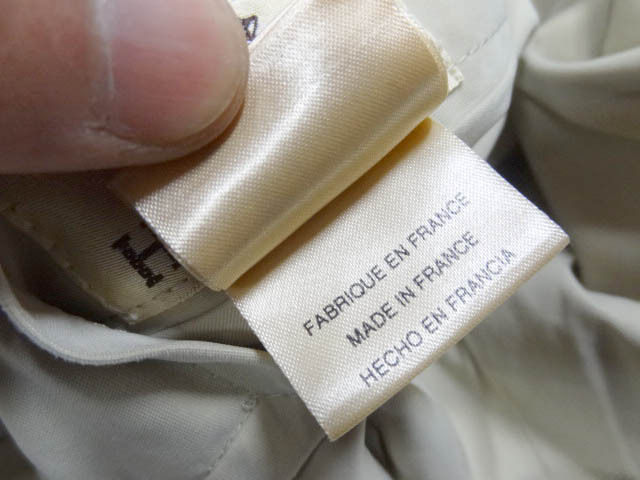 FABRIQUE EN FRANCE
MADE IN FRANCE
HECHO EN FRANCIA